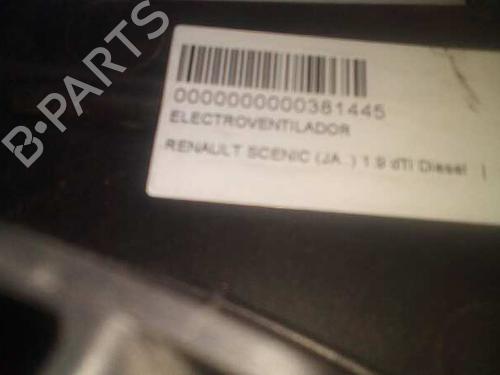 B-PARTS
0000000000381445
ELECTROVENTILADOR
RENAULT SCENIC (JA..) 1.9 dTi Diesel |